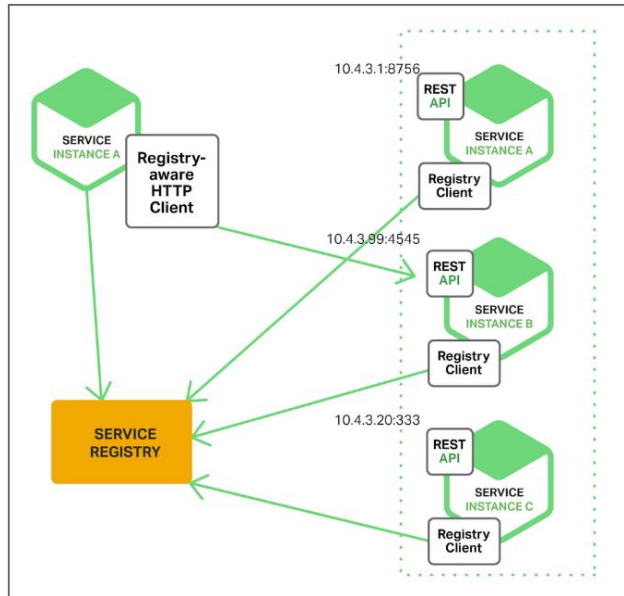 10.4.3.1:8756
REST
API
SERVICE
INSTANCE A
SERVICE
INSTANCE A
Registry-
aware
HTTP
Client
Registry
Client
10.4.3.99:4545
REST
API
SERVICE
INSTANCE B
Registry
Client
10.4.3.20:333
SERVICE
REGISTRY
REST
API
SERVICE
INSTANCE C
Registry
Client